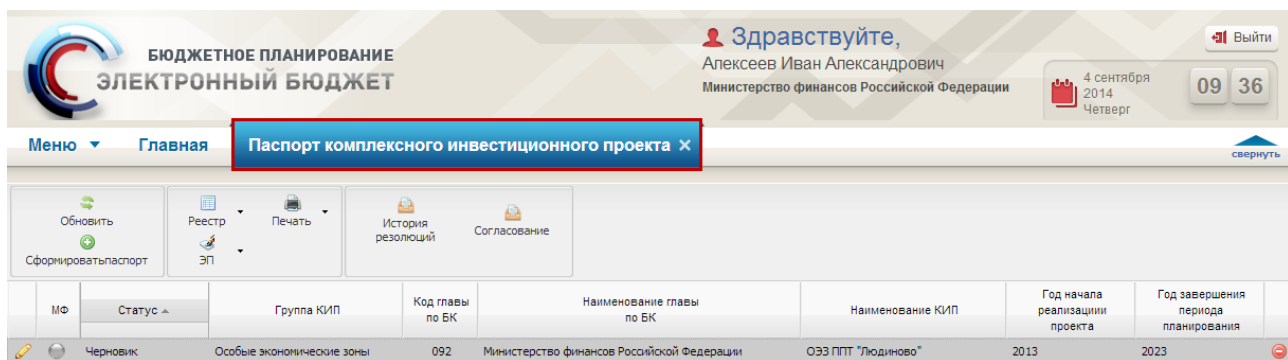 БЮДЖЕТНОЕ ПЛАНИРОВАНИЕ
ЭЛЕКТРОННЫЙ БЮДЖЕТ
Здравствуйте,
Алексеев Иван Александрович
Министерство финансов Российской Федерации
Выйти
4 сентября
2014
Четверг
09 36
Меню Главная Паспорт комплексного инвестиционного проекта ×
свернуть
Обновить
Сформироватьпаспорт
Реестр
Печать
ЭП
История
резолюций
Согласование
МФ
Статус
Группа КИП
Код главы
по БК
Наименование главы
по БК
Наименование КИП
Год начала
реализациии
проекта
Год завершения
периода
планирования
Черновик Особые экономические зоны 092 Министерство финансов Российской Федерации ОЭЗ ППТ "Людиново" 2013 2023